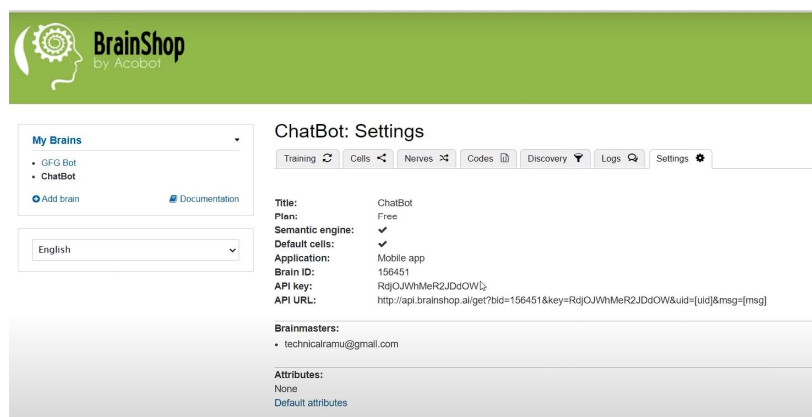 BrainShop
by Acobot
My Brains
GFG Bot
ChatBot
Add brain Documentation
English
ChatBot: Settings
Training Cells Nerves Codes Discovery Logs Settings
Title: ChatBot
Plan: Free
Semantic engine: ✔
Default cells: ✔
Application: Mobile app
Brain ID: 156451
API key: RdjOJWhMeR2JDdOW
API URL: http://api.brainshop.ai/get?bid=156451&key=RdjOJWhMeR2JDdOW&uid=[uid]&msg=[msg]
Brainmasters:
technicalramu@gmail.com
Attributes:
None
Default attributes